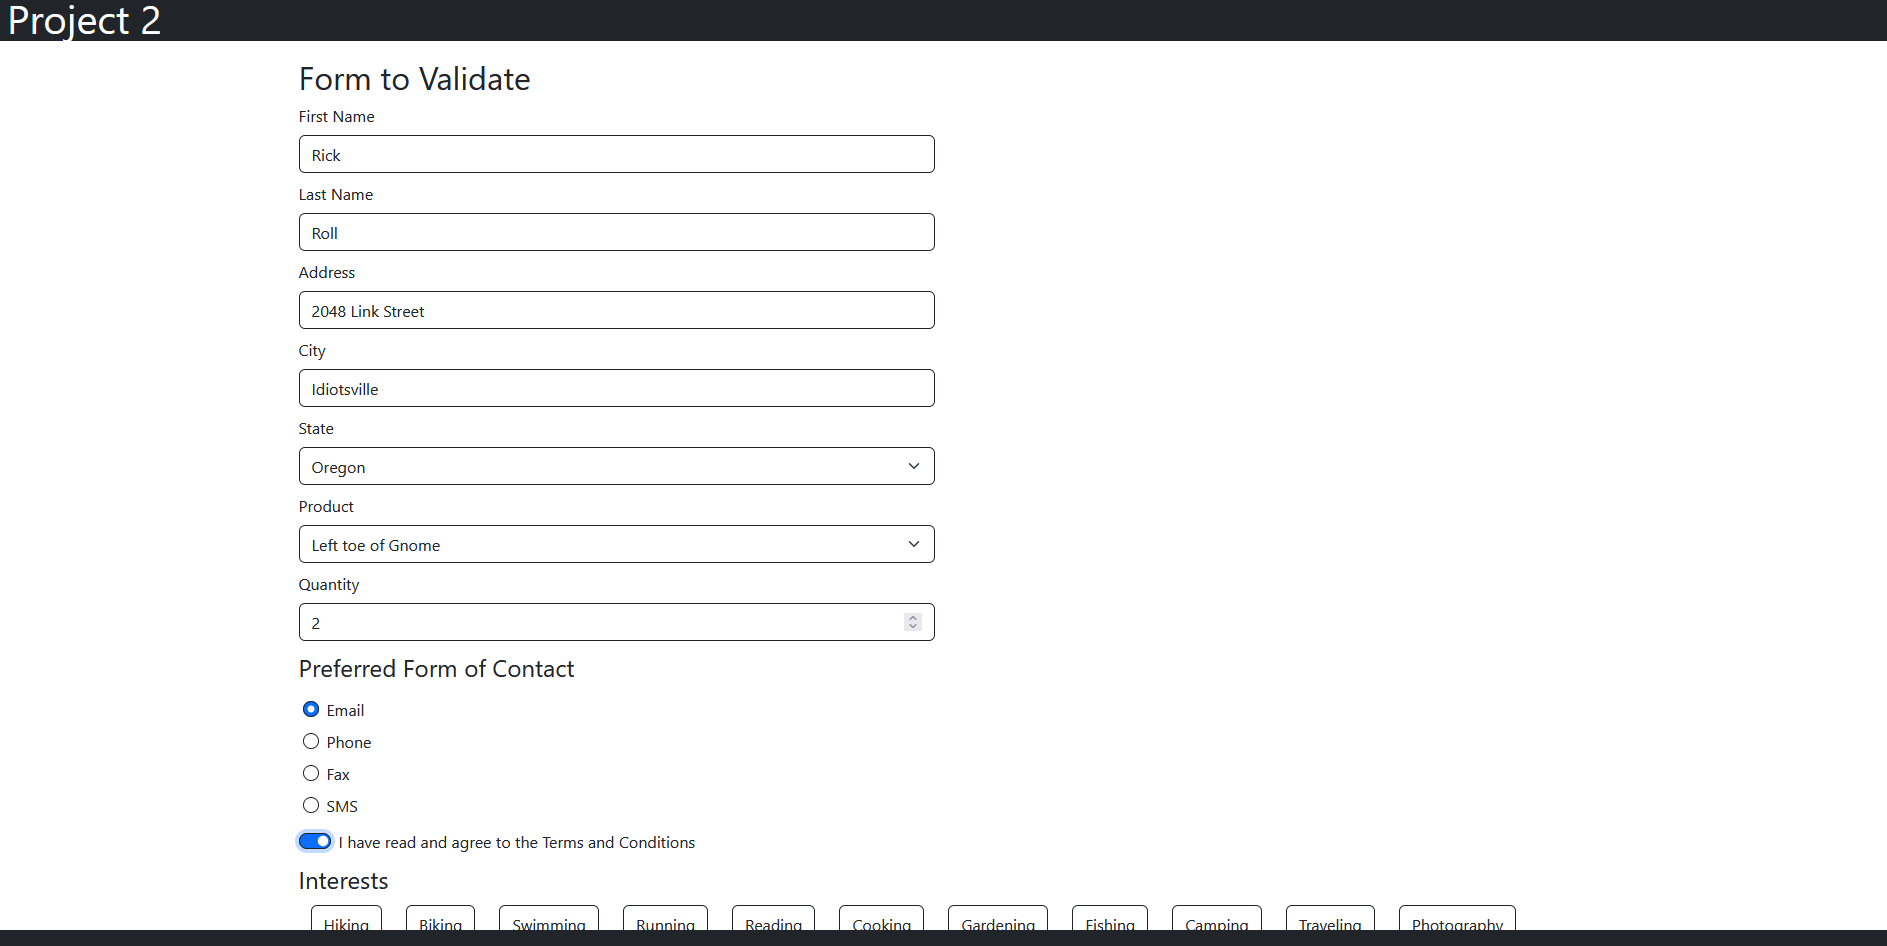 Project 2
Form to Validate
First Name
Rick
Last Name
Roll
Address
2048 Link Street
City
Idiotsville
State
Oregon
Product
Left toe of Gnome
Quantity
2
Preferred Form of Contact
Email
Phone
Fax
SMS
I have read and agree to the Terms and Conditions
Interests
Hiking Biking Swimming Running Reading Cooking Gardening Fishing Camping Traveling Photography